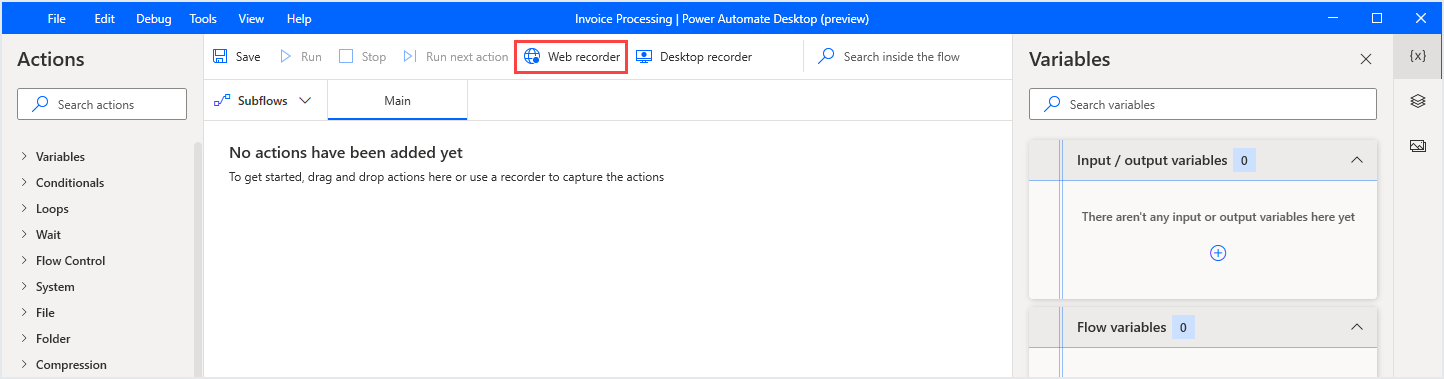 File Edit Debug Tools View Help Invoice Processing | Power Automate Desktop (preview)
Actions
Search actions
Variables
Conditionals
Loops
Wait
Flow Control
System
File
Folder
Compression
Save Run Stop Run next action Web recorder Desktop recorder Search inside the flow
Subflows Main
No actions have been added yet
To get started, drag and drop actions here or use a recorder to capture the actions
Variables
{x}
Search variables
Input / output variables 0
There aren't any input or output variables here yet
Flow variables 0